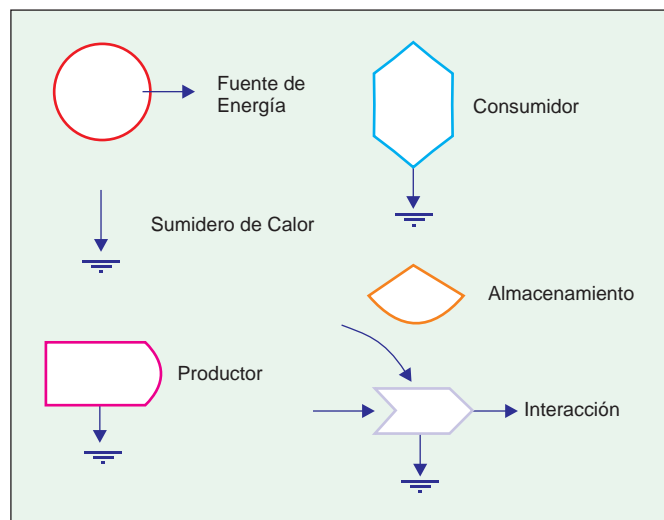 Fuente de
Energía
Consumidor
Sumidero de Calor
Almacenamiento
Productor
Interacción